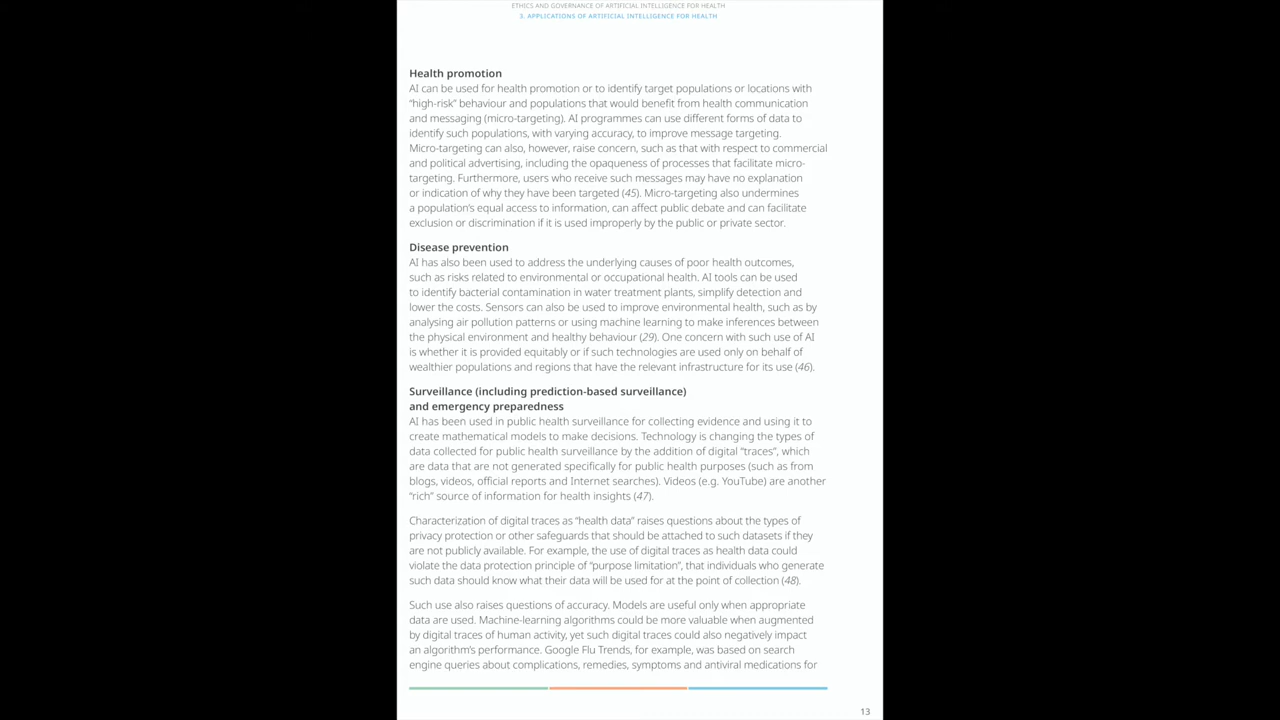 ETHICS AND GOVERNANCE OF ARTIFICIAL INTELLIGENCE FOR HEALTH
3. APPLICATIONS OF ARTIFICIAL INTELLIGENCE FOR HEALTH
Health promotion
AI can be used for health promotion or to identify target populations or locations with
“high-risk” behaviour and populations that would benefit from health communication
and messaging (micro-targeting). AI programmes can use different forms of data to
identify such populations, with varying accuracy, to improve message targeting.
Micro-targeting can also, however, raise concern, such as that with respect to commercial
and political advertising, including the opaqueness of processes that facilitate micro-
targeting. Furthermore, users who receive such messages may have no explanation
or indication of why they have been targeted (45). Micro-targeting also undermines
a population’s equal access to information, can affect public debate and can facilitate
exclusion or discrimination if it is used improperly by the public or private sector.
Disease prevention
AI has also been used to address the underlying causes of poor health outcomes,
such as risks related to environmental or occupational health. AI tools can be used
to identify bacterial contamination in water treatment plants, simplify detection and
lower the costs. Sensors can also be used to improve environmental health, such as by
analysing air pollution patterns or using machine learning to make inferences between
the physical environment and healthy behaviour (29). One concern with such use of AI
is whether it is provided equitably or if such technologies are used only on behalf of
wealthier populations and regions that have the relevant infrastructure for its use (46).
Surveillance (including prediction-based surveillance)
and emergency preparedness
AI has been used in public health surveillance for collecting evidence and using it to
create mathematical models to make decisions. Technology is changing the types of
data collected for public health surveillance by the addition of digital “traces”, which
are data that are not generated specifically for public health purposes (such as from
blogs, videos, official reports and Internet searches). Videos (e.g. YouTube) are another
“rich” source of information for health insights (47).
Characterization of digital traces as “health data” raises questions about the types of
privacy protection or other safeguards that should be attached to such datasets if they
are not publicly available. For example, the use of digital traces as health data could
violate the data protection principle of “purpose limitation”, that individuals who generate
such data should know what their data will be used for at the point of collection (48).
Such use also raises questions of accuracy. Models are useful only when appropriate
data are used. Machine-learning algorithms could be more valuable when augmented
by digital traces of human activity, yet such digital traces could also negatively impact
an algorithm’s performance. Google Flu Trends, for example, was based on search
engine queries about complications, remedies, symptoms and antiviral medications for
13